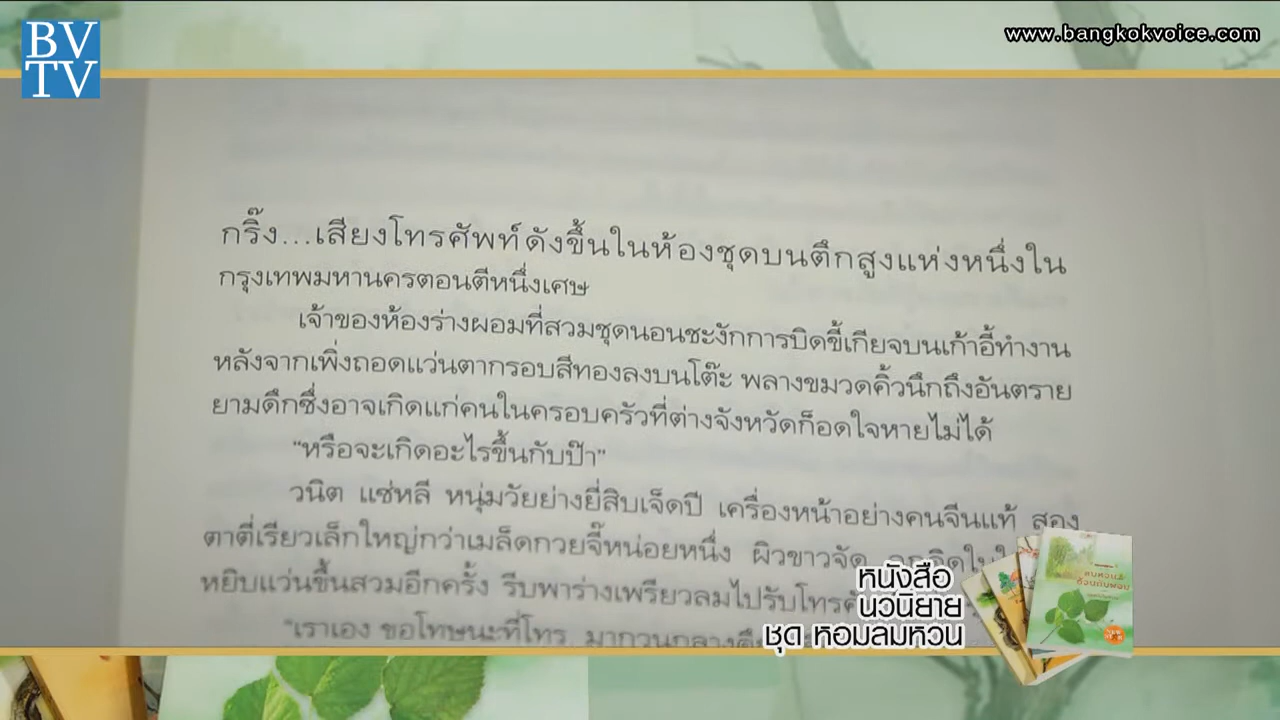 BV
TV
www.bangkokvoice.com
กริ๊ง...เสียงโทรศัพท์ดังขึ้นในห้องชุดบนตึกสูงแห่งหนึ่งใน
กรุงเทพมหานครตอนตีหนึ่งเศษ
เจ้าของห้องร่างผอมที่สวมชุดนอนชะงักการบิดขี้เกียจบนเก้าอี้ทำงาน
หลังจากเพิ่งถอดแว่นตากรอบสีทองลงบนโต๊ะ พลางขมวดคิ้วนึกถึงอันตราย
ยามดึกซึ่งอาจเกิดแก่คนในครอบครัวที่ต่างจังหวัดก็อดใจหายไม่ได้
"หรือจะเกิดอะไรขึ้นกับป๊า"
วนิต แซ่หลี หนุ่มวัยย่างยี่สิบเจ็ดปี เครื่องหน้าอย่างคนจีนแท้ สอง
ตาตี่เรียวเล็กใหญ่กว่าเมล็ดกวยจี๊หน่อยหนึ่ง ผิวขาวจัด
หยิบแว่นขึ้นสวมอีกครั้ง รีบพาร่างเพรียวลมไปรับโทรศั
"เราเอง ขอโทษนะที่โทร. มากวนกลางดึก
หนังสือ
นวนิยาย
ชุด หอมลมหวน